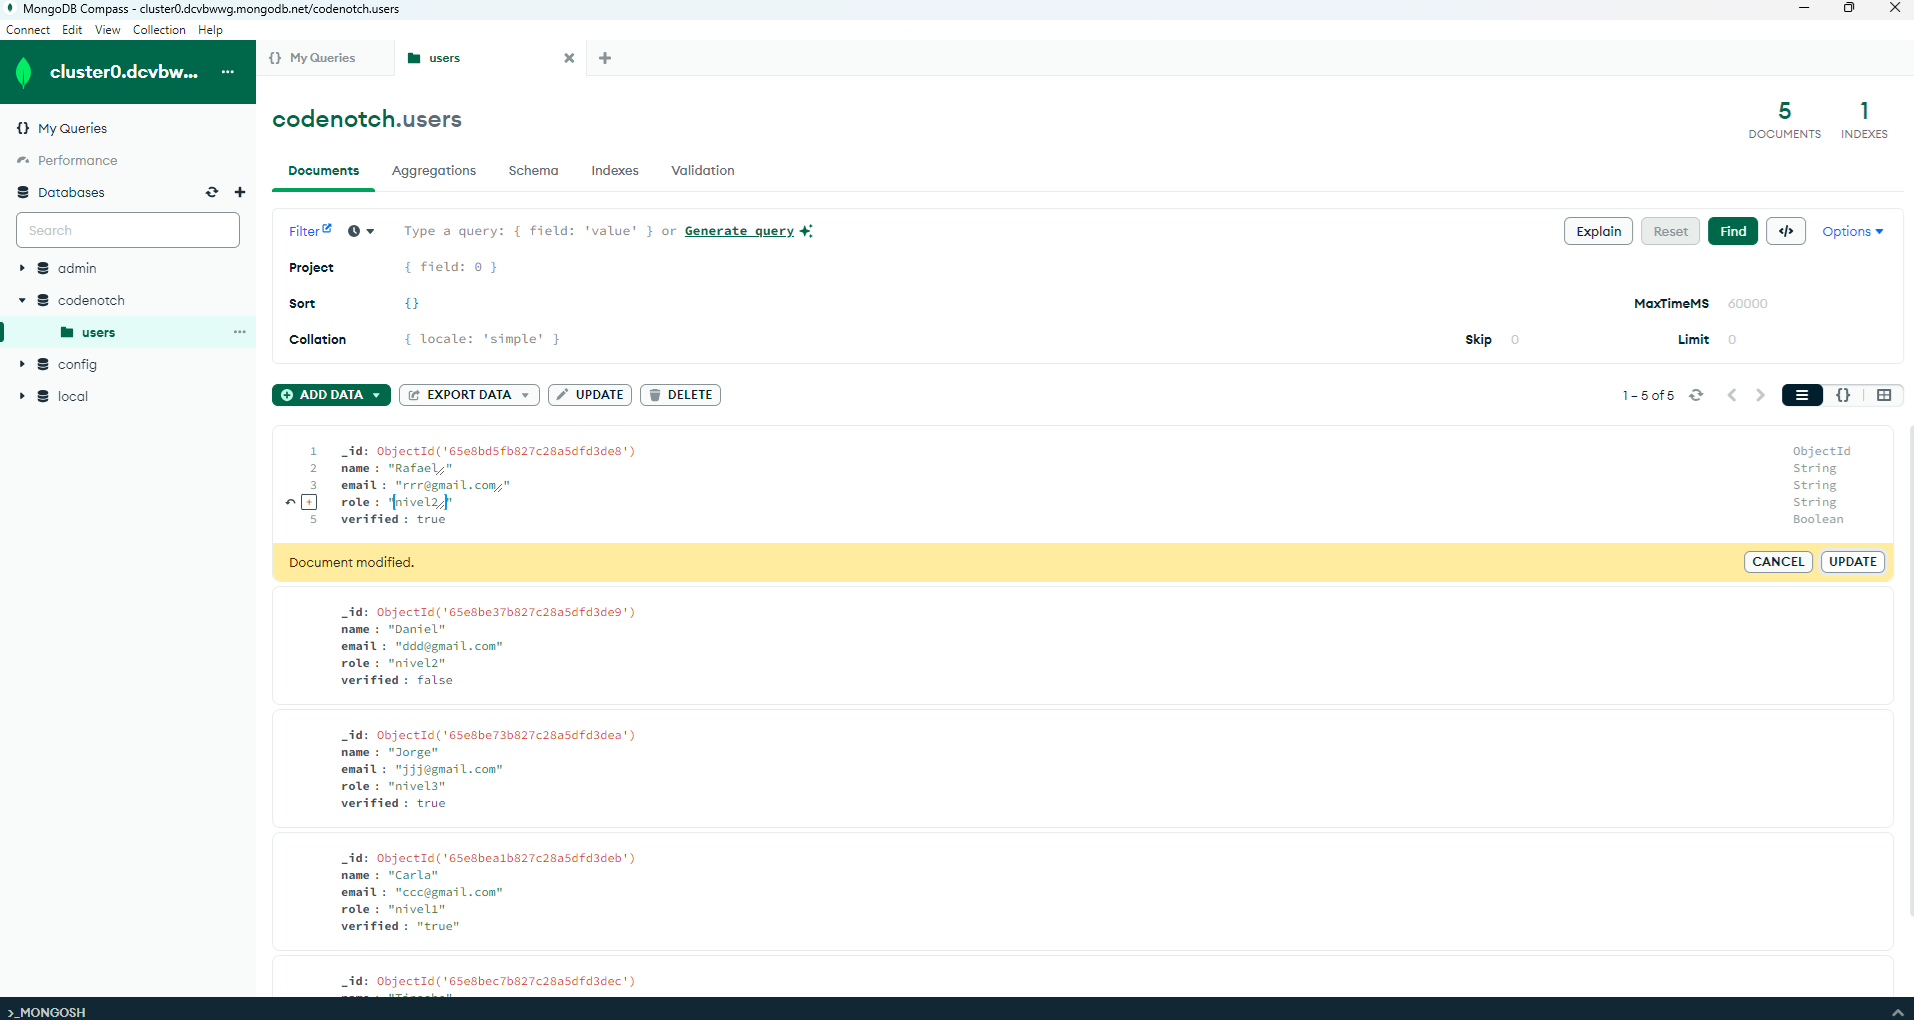 MongoDB Compass - cluster0.dcvbwwg.mongodb.net/codenotch.users
Connect Edit View Collection Help
cluster0.dcvbw... ...
{} My Queries
users
codenotch.users
5
DOCUMENTS
1
INDEXES
{} My Queries
Performance
Databases
Search
admin
codenotch
users ...
config
local
Documents Aggregations Schema Indexes Validation
Filter Type a query: { field: 'value' } or Generate query
Explain Reset Find </> Options
Project { field: 0 }
Sort {} MaxTimeMS 60000
Collation { locale: 'simple' } Skip 0 Limit 0
ADD DATA EXPORT DATA UPDATE DELETE 1 – 5 of 5 {}
1 _id: ObjectId('65e8bd5fb827c28a5dfd3de8') ObjectId
2 name : "Rafael" String
3 email : "rrr@gmail.com" String
+ role : "nivel2" String
5 verified : true Boolean
Document modified. CANCEL UPDATE
_id: ObjectId('65e8be37b827c28a5dfd3de9')
name : "Daniel"
email : "ddd@gmail.com"
role : "nivel2"
verified : false
_id: ObjectId('65e8be73b827c28a5dfd3dea')
name : "Jorge"
email : "jjj@gmail.com"
role : "nivel3"
verified : true
_id: ObjectId('65e8bea1b827c28a5dfd3deb')
name : "Carla"
email : "ccc@gmail.com"
role : "nivel1"
verified : "true"
_id: ObjectId('65e8bec7b827c28a5dfd3dec')
>_MONGOSH